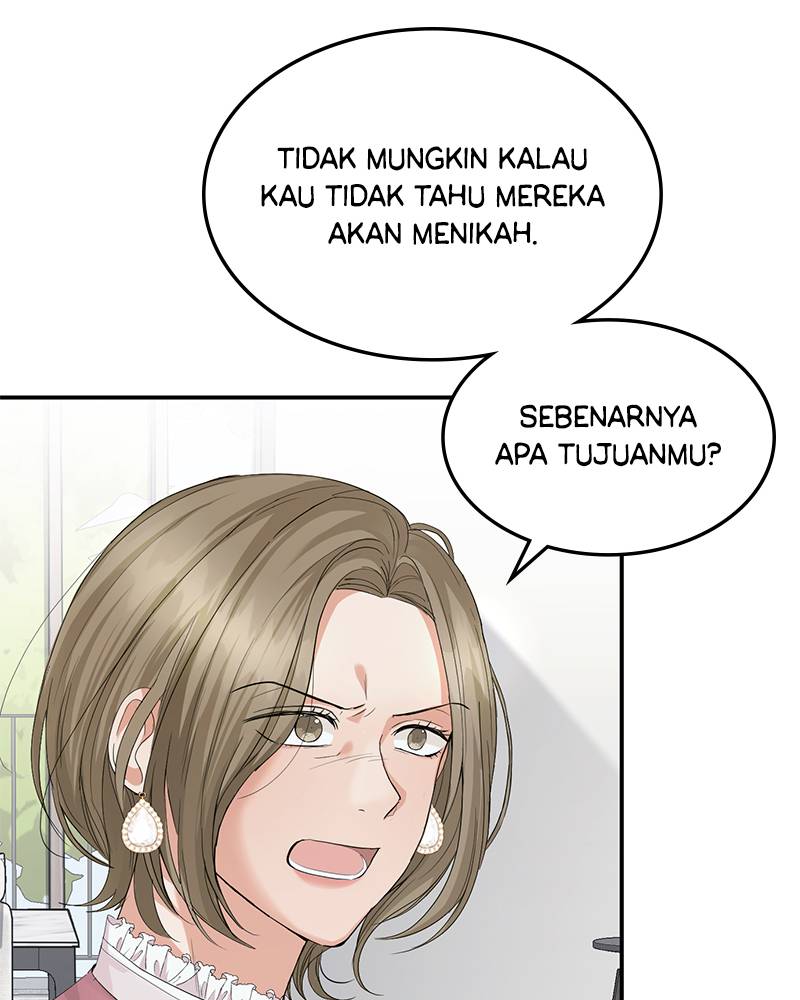 TIDAK MUNGKIN KALAU
KAU TIDAK TAHU MEREKA
AKAN MENIKAH.
SEBENARNYA
APA TUJUANMU?